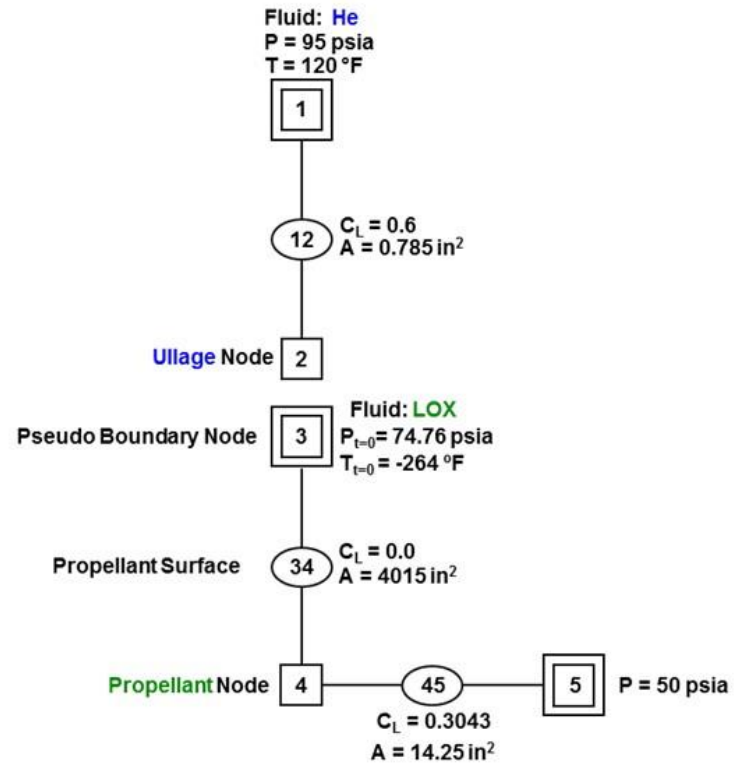 Fluid: He
P = 95 psia
T = 120 °F
1
12
C_L = 0.6
A = 0.785 in²
Ullage Node
2
Fluid: LOX
Pseudo Boundary Node
3
P_t=0 = 74.76 psia
T_t=0 = -264 °F
Propellant Surface
34
C_L = 0.0
A = 4015 in²
Propellant Node
4
45
5
P = 50 psia
C_L = 0.3043
A = 14.25 in²